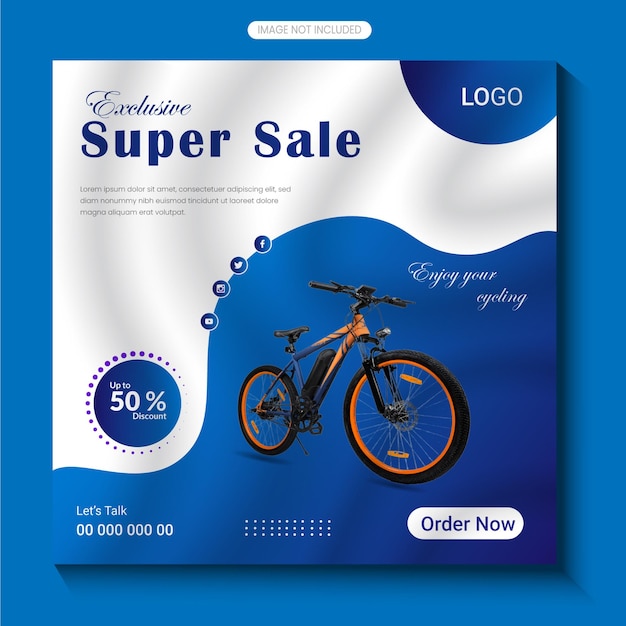 IMAGE NOT INCLUDED
Exclusive
Super Sale
LOGO
Lorem ipsum dolor sit amet, consectetuer adipiscing
elit, sed diam nonummy nibh euismod tincidunt ut
laoreet dolore magna aliquam erat volutpat.
Enjoy your
cycling
Up to
50 %
Discount
Let's Talk
00 000 000 00
Order Now